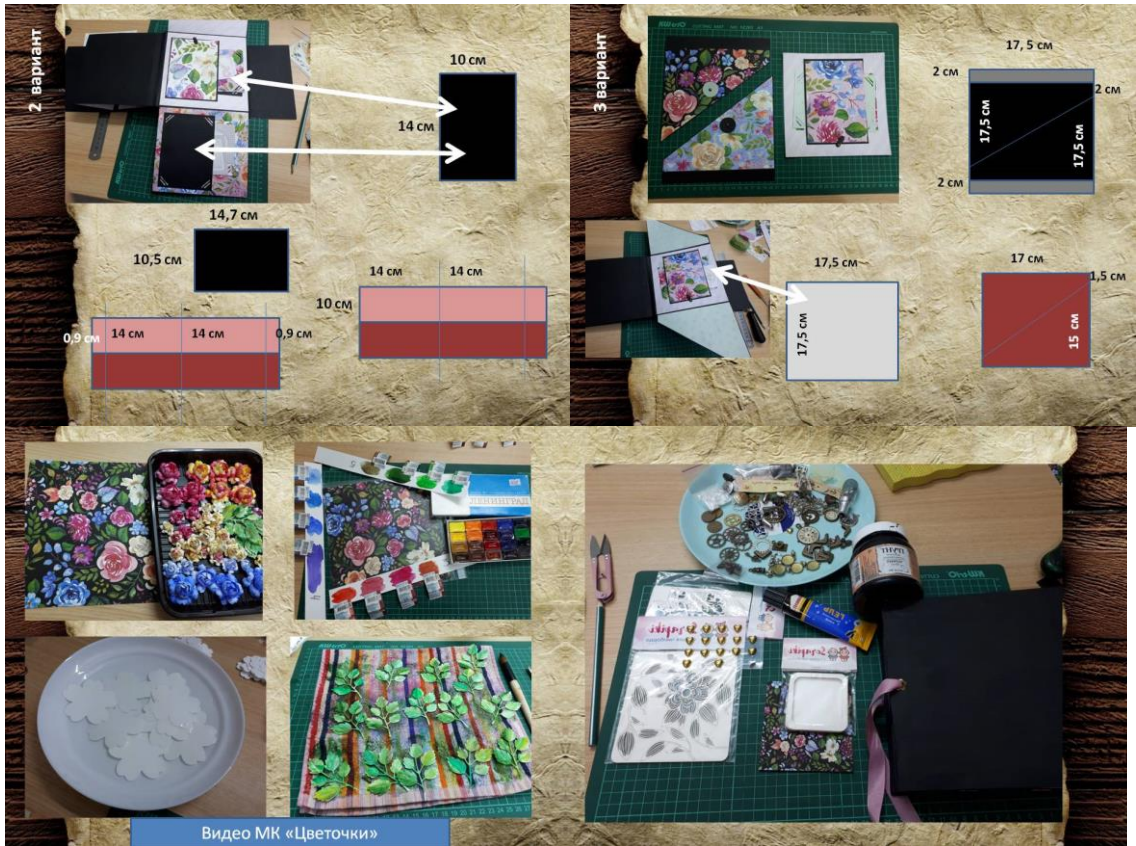 2 вариант
10 см
14 см
14,7 см
10,5 см
14 см 14 см
10 см
0,9 см 14 см 14 см 0,9 см
3 вариант
17, 5 см
2 см
2 см
17,5 см
17,5 см
2 см
17,5 см
17,5 см
17 см
1,5 см
15 см
Видео МК «Цветочки»